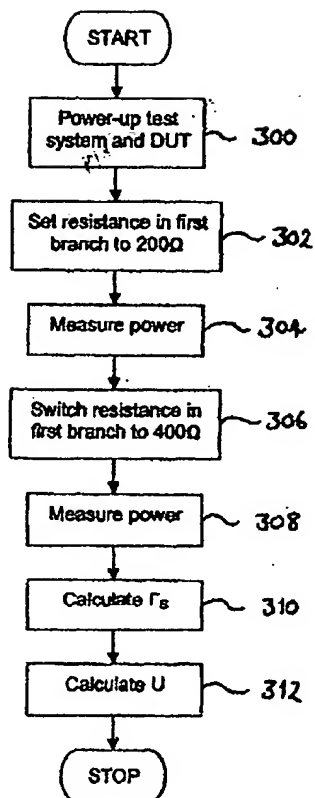 START
Power-up test
system and DUT
300
Set resistance in first
branch to 200Ω
302
Measure power
304
Switch resistance in
first branch to 400Ω
306
Measure power
308
Calculate Γs
310
Calculate U
312
STOP